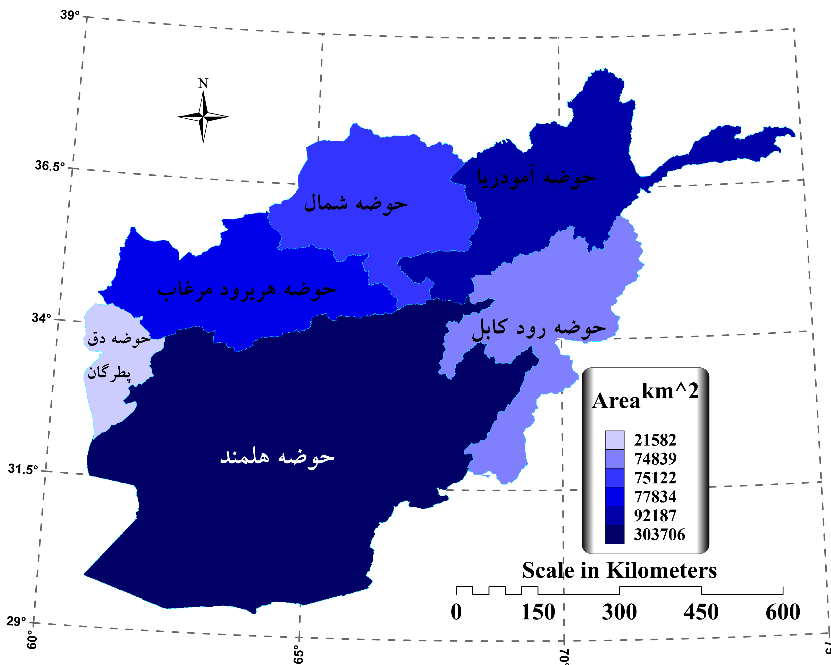 39°
N
36.5°
حوضه آمودریا
حوضه شمال
حوضه هریرود مرغاب
34°
حوضه رود کابل
حوضه دق
پطرگان
Area km^2
21582
74839
75122
77834
92187
303706
حوضه هلمند
31.5°
Scale in Kilometers
0 150 300 450 600
29°
60°
65°